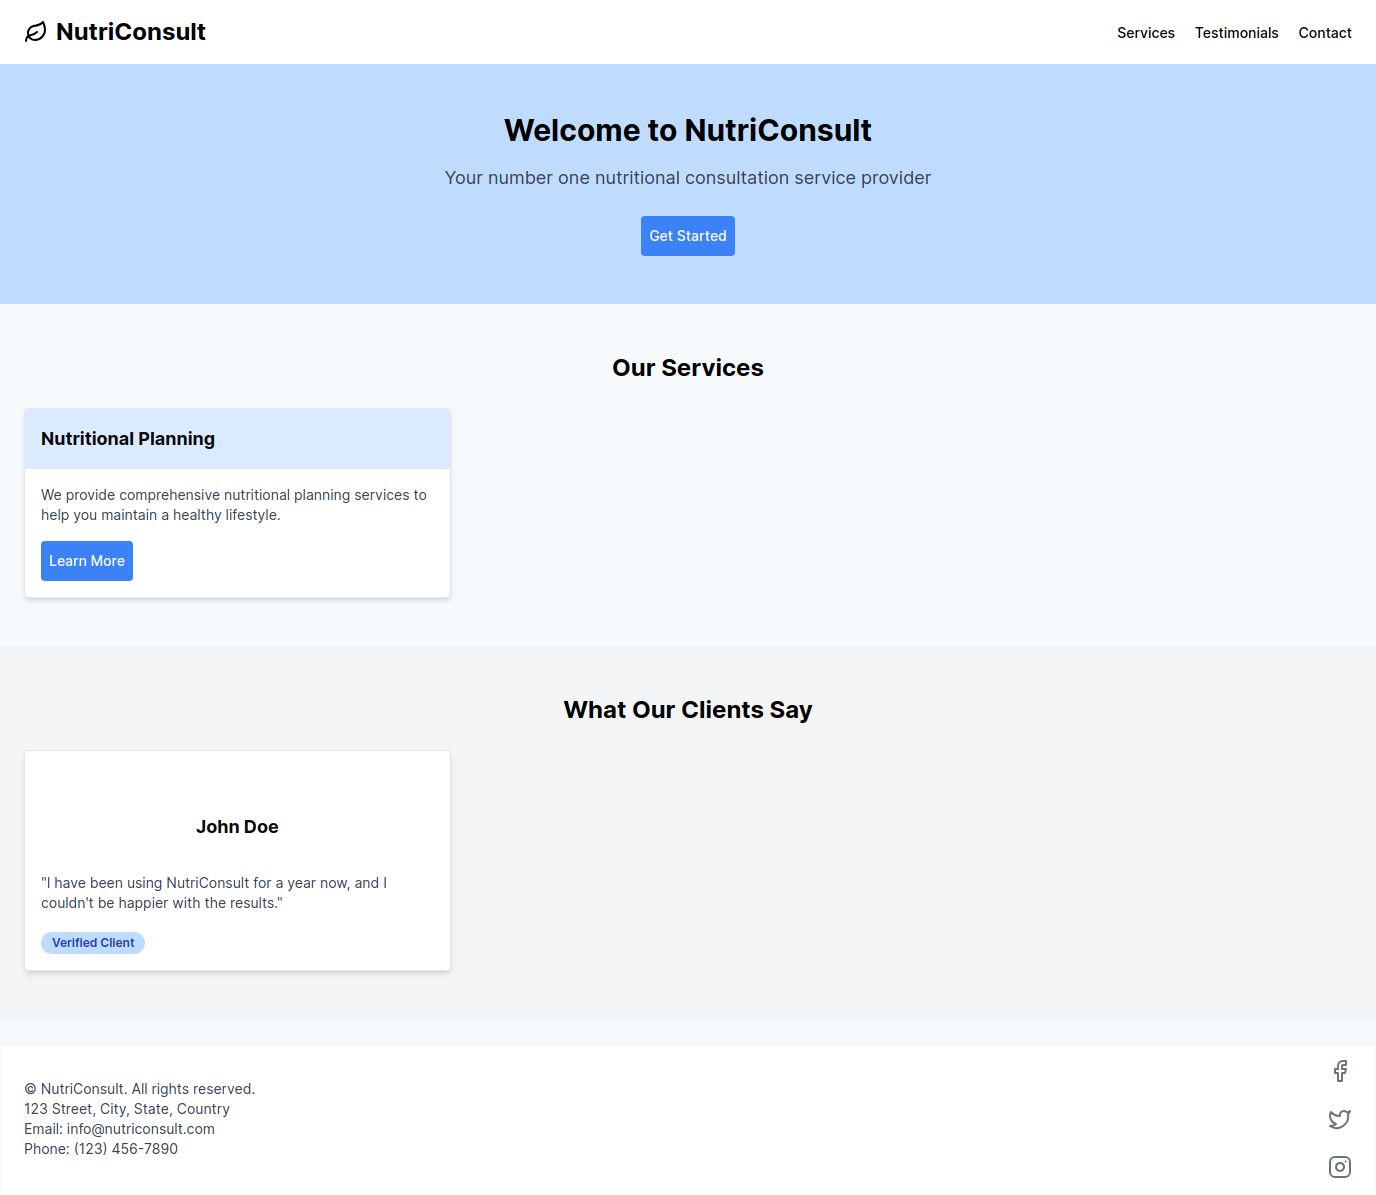 NutriConsult
Services Testimonials Contact
Welcome to NutriConsult
Your number one nutritional consultation service provider
Get Started
Our Services
Nutritional Planning
We provide comprehensive nutritional planning services to
help you maintain a healthy lifestyle.
Learn More
What Our Clients Say
John Doe
"I have been using NutriConsult for a year now, and I
couldn't be happier with the results."
Verified Client
© NutriConsult. All rights reserved.
123 Street, City, State, Country
Email: info@nutriconsult.com
Phone: (123) 456-7890